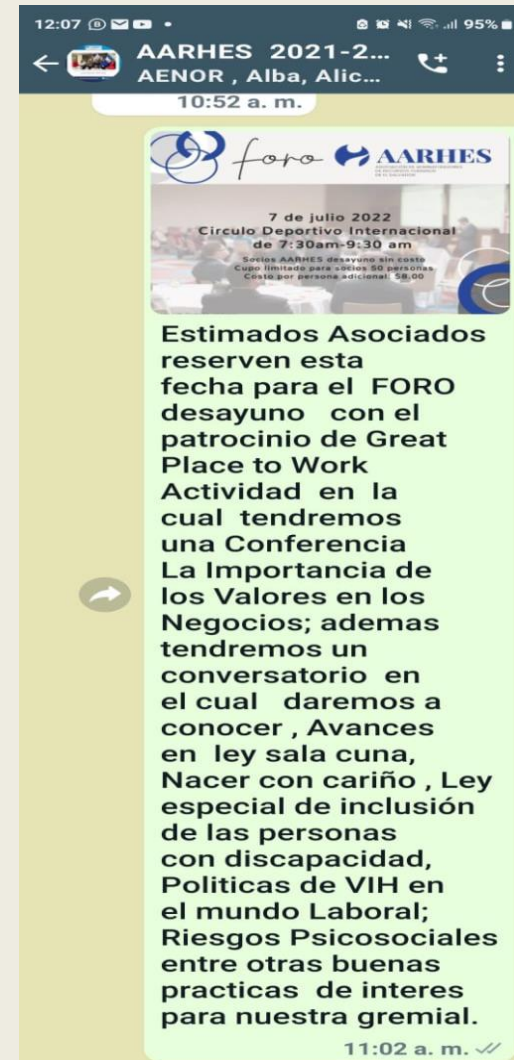 12:07
95%
AARHES 2021-2...
AENOR , Alba, Alic...
10:52 a. m.
foro AARHES
7 de julio 2022
Circulo Deportivo Internacional
de 7:30am-9:30 am
Socios AARHES desayuno sin costo
Cupo limitado para socios 50 personas
Costo por persona adicional: $8.00
Estimados Asociados
reserven esta
fecha para el FORO
desayuno con el
patrocinio de Great
Place to Work
Actividad en la
cual tendremos
una Conferencia
La Importancia de
los Valores en los
Negocios; ademas
tendremos un
conversatorio en
el cual daremos a
conocer , Avances
en ley sala cuna,
Nacer con cariño , Ley
especial de inclusión
de las personas
con discapacidad,
Politicas de VIH en
el mundo Laboral;
Riesgos Psicosociales
entre otras buenas
practicas de interes
para nuestra gremial.
11:02 a. m.